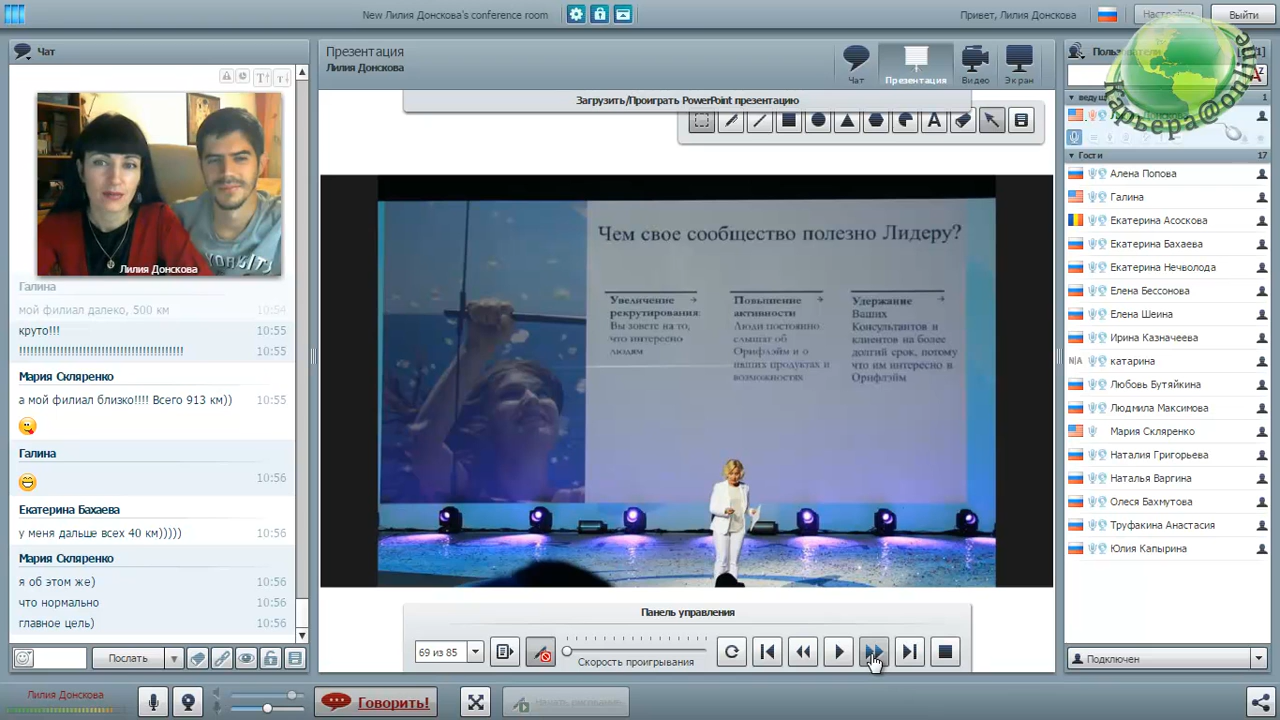 New Лилия Донскова's conference room
Привет, Лилия Донскова
Настройки
Выйти
Чат
Лилия Донскова
Галина
мой филиал далеко, 500 км 10:54
круто!!! 10:55
!!!!!!!!!!!!!!!!!!!!!!!!!!!!!!!!!!!!!!!!! 10:55
Мария Скляренко
а мой филиал близко!!!! Всего 913 км)) 10:55
Галина
10:56
Екатерина Бахаева
у меня дальше всех 40 км))))) 10:56
Мария Скляренко
я об этом же) 10:56
что нормально 10:56
главное цель) 10:56
Послать
Лилия Донскова
Говорить!
Презентация
Лилия Донскова
Чат
Презентация
Видео
Экран
Загрузить/Проиграть PowerPoint презентацию
Чем свое сообщество полезно Лидеру?
Увеличение
рекрутирования:
Вы зовете на то,
что интересно
людям
Повышение
активности
Люди постоянно
слышат об
Орифлэйм и о
наших продуктах и
возможностях
Удержание
Ваших
Консультантов и
клиентов на более
долгий срок, потому
что им интересно в
Орифлэйм
Панель управления
69 из 85
Скорость проигрывания
Карьера@online
1
Гости 17
Алена Попова
Галина
Екатерина Асоскова
Екатерина Бахаева
Екатерина Нечволода
Елена Бессонова
Елена Шеина
Ирина Казначеева
N/A катарина
Любовь Бутяйкина
Людмила Максимова
Мария Скляренко
Наталия Григорьева
Наталья Варгина
Олеся Бахмутова
Труфакина Анастасия
Юлия Капырина
Подключен